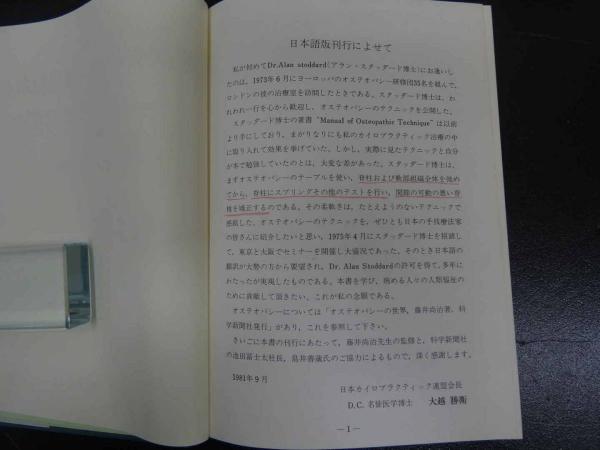 日本語版刊行によせて
私が初めてDr.Alan stoddard(アラン・スタッダード博士)にお逢いし
たのは、1973年6月にヨーロッパのオステオパシー研修団35名を組んで、
ロンドンの彼の治療室を訪問したときである。スタッダード博士は、わ
れわれ一行を心から歓迎し、オステオパシーのテクニックを公開した。
スタッダード博士の著書 “Manual of Osteopathic Technique” は以前
より手にしており、まがりなりにも私のカイロプラクティック治療の中
に取り入れて効果を挙げていた。しかし、実際に見たテクニックと自分
が本で勉強していたのとは、大変な差があった。スタッダード博士は、
まずオステオパシーのテーブルを使い、脊柱および軟部組織全体を弛め
てから、脊柱にスプリングその他のテストを行い、関節の可動の悪い脊
椎を矯正するのである。その柔軟さは、たとえようのないテクニックで
感銘した。オステオパシーのテクニックを、ぜひとも日本の手技療法家
の皆さんに紹介したいと思い、1975年4月にスタッダード博士を招請し
て、東京と大阪でセミナーを開催し大盛況であった。そのとき日本語の
翻訳が大勢の方から要望され、Dr. Alan Stoddardの許可を得て、多年に
わたったが実現したものである。本書を学び、病める人々の人類福祉の
ために貢献して頂きたい。これが私の念願である。
オステオパシーについては「オステオパシーの世界、藤井尚治著、科
学新聞社発行」があり、これを参照して下さい。
さいごに本書の刊行にあたって、藤井尚治先生の監修と、科学新聞社
の池田冨士太社長、島井善蔵氏のご協力によるもので、深く感謝します。
1981年9月
日本カイロプラクティック連盟会長
D.C. 名誉医学博士 大越 勝衛
—I—